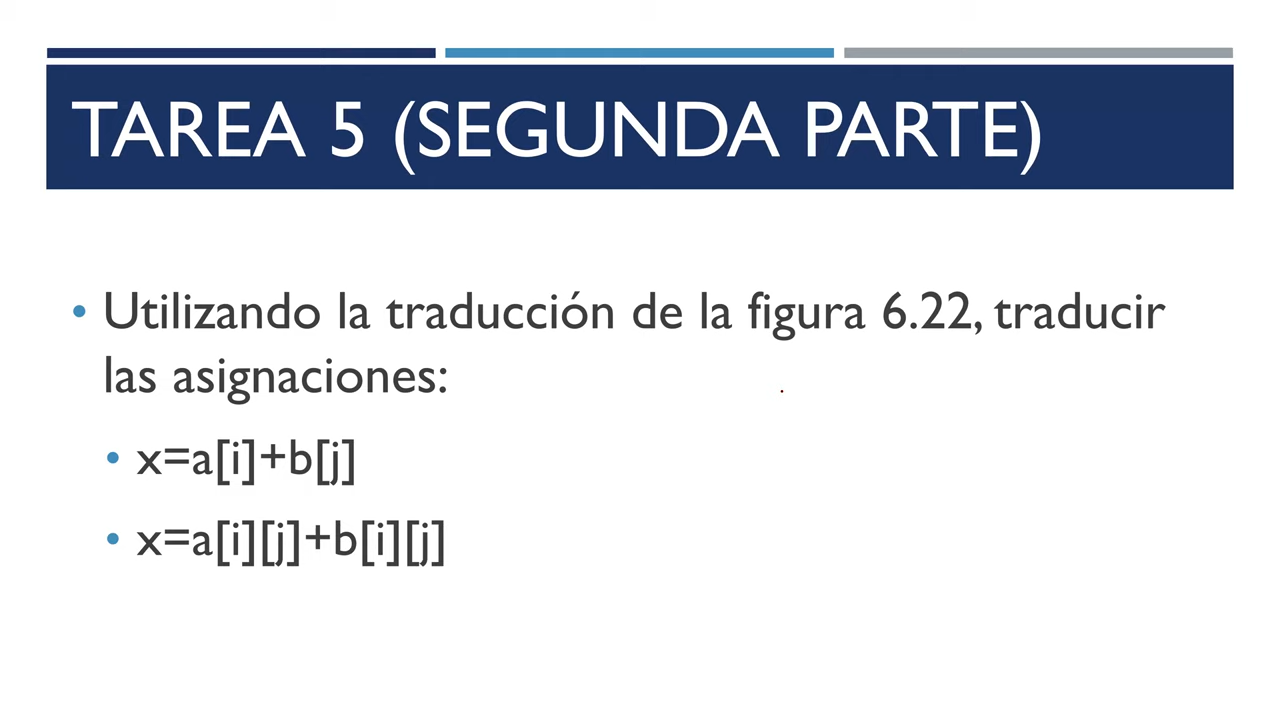 TAREA 5 (SEGUNDA PARTE)
• Utilizando la traducción de la figura 6.22, traducir
las asignaciones:
• x=a[i]+b[j]
• x=a[i][j]+b[i][j]